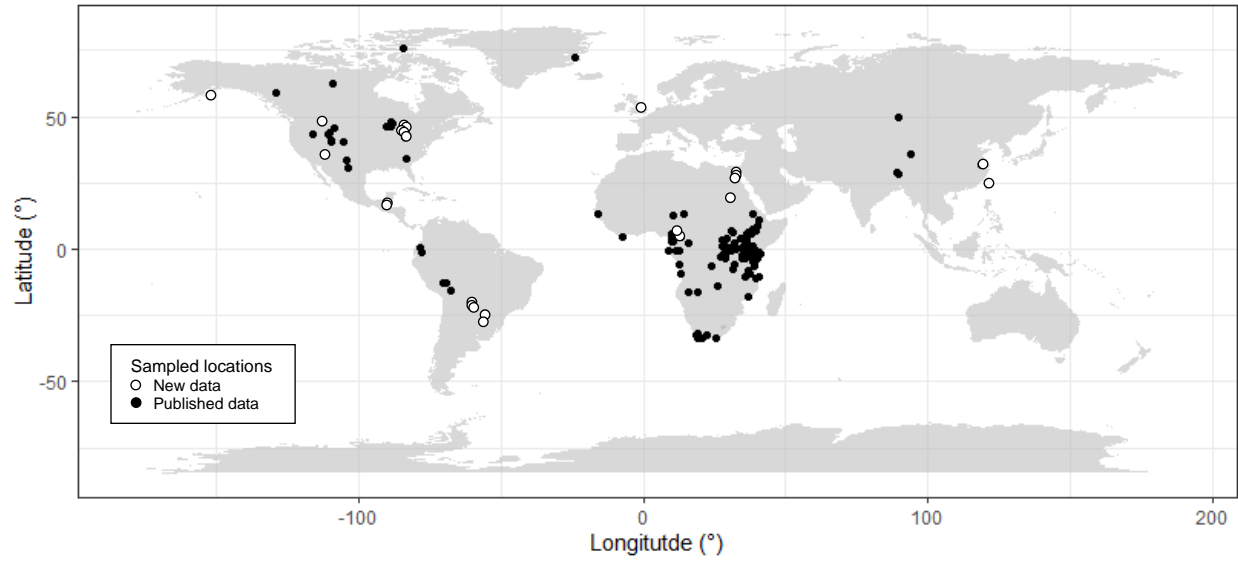 Latitude (°)
50
0
-50
Sampled locations
New data
Published data
-100
0
100
200
Longitutde (°)